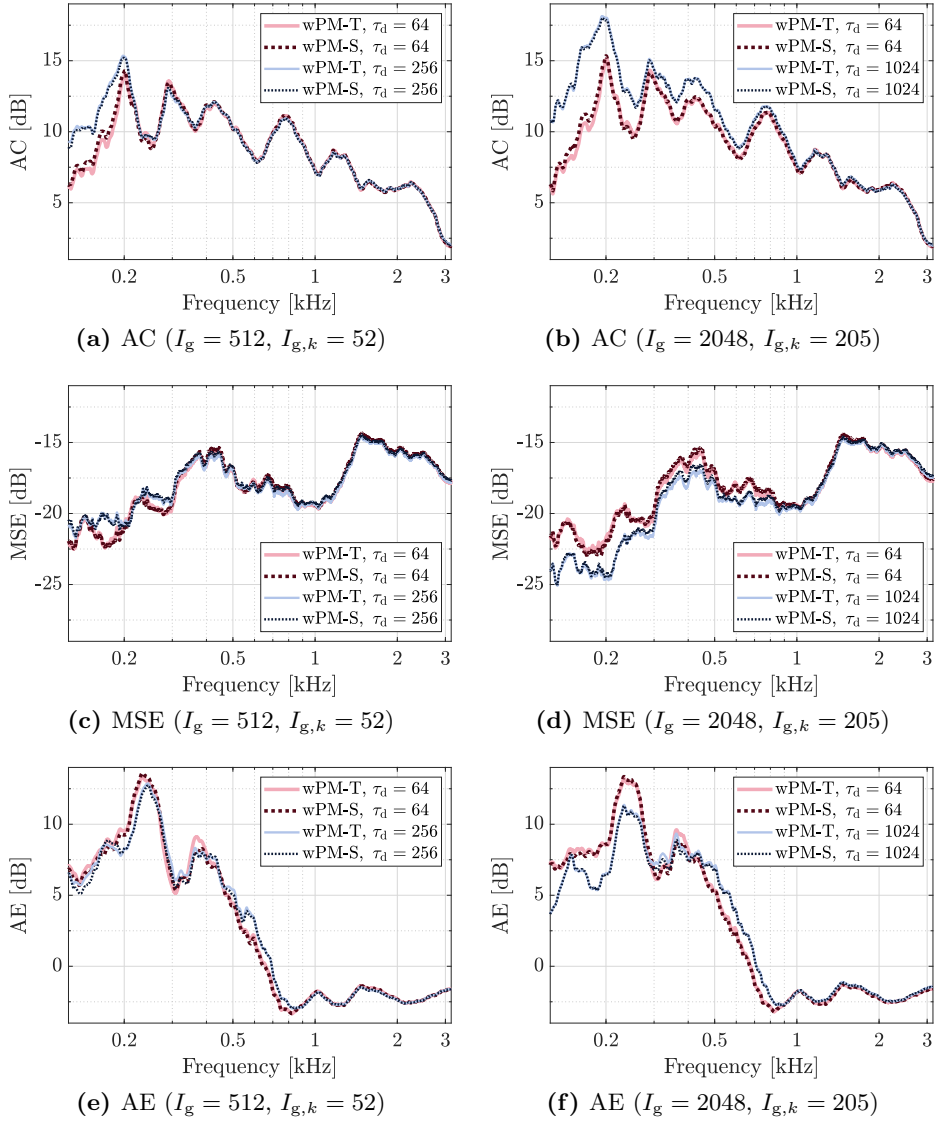 wPM-T, τd = 64
wPM-S, τd = 64
wPM-T, τd = 256
wPM-S, τd = 256
15
10
5
AC [dB]
0.2 0.5 1 2 3
Frequency [kHz]
(a) AC (Ig = 512, Ig,k = 52)
wPM-T, τd = 64
wPM-S, τd = 64
wPM-T, τd = 1024
wPM-S, τd = 1024
15
10
5
AC [dB]
0.2 0.5 1 2 3
Frequency [kHz]
(b) AC (Ig = 2048, Ig,k = 205)
-15
-20
-25
MSE [dB]
wPM-T, τd = 64
wPM-S, τd = 64
wPM-T, τd = 256
wPM-S, τd = 256
0.2 0.5 1 2 3
Frequency [kHz]
(c) MSE (Ig = 512, Ig,k = 52)
-15
-20
-25
MSE [dB]
wPM-T, τd = 64
wPM-S, τd = 64
wPM-T, τd = 1024
wPM-S, τd = 1024
0.2 0.5 1 2 3
Frequency [kHz]
(d) MSE (Ig = 2048, Ig,k = 205)
wPM-T, τd = 64
wPM-S, τd = 64
wPM-T, τd = 256
wPM-S, τd = 256
10
5
0
AE [dB]
0.2 0.5 1 2 3
Frequency [kHz]
(e) AE (Ig = 512, Ig,k = 52)
wPM-T, τd = 64
wPM-S, τd = 64
wPM-T, τd = 1024
wPM-S, τd = 1024
10
5
0
AE [dB]
0.2 0.5 1 2 3
Frequency [kHz]
(f) AE (Ig = 2048, Ig,k = 205)